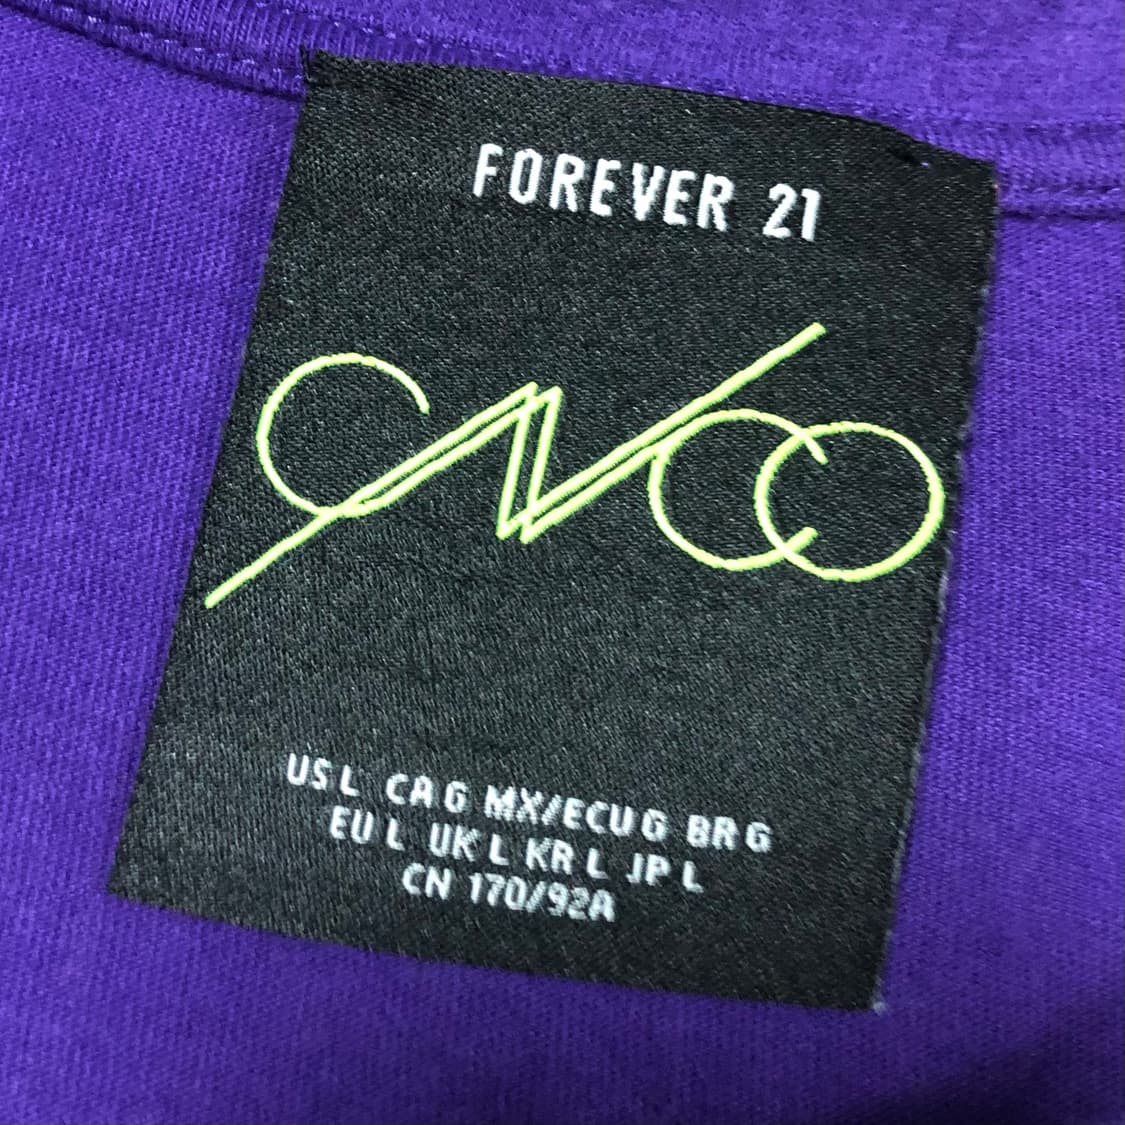 FOREVER 21
CNCO
US L CA G MX/ECU G BR G
EU L UK L KR L JP L
CN 170/92A